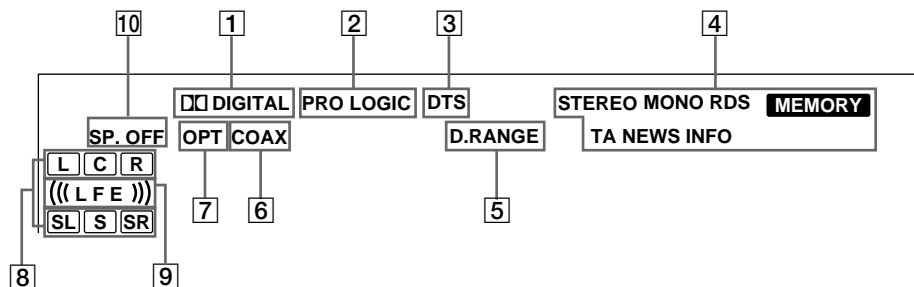 10 1 2 3 4
DIGITAL PRO LOGIC DTS STEREO MONO RDS MEMORY
SP. OFF OPT COAX D.RANGE TA NEWS INFO
L C R
((( L F E )))
7 6 5
SL S SR
8 9